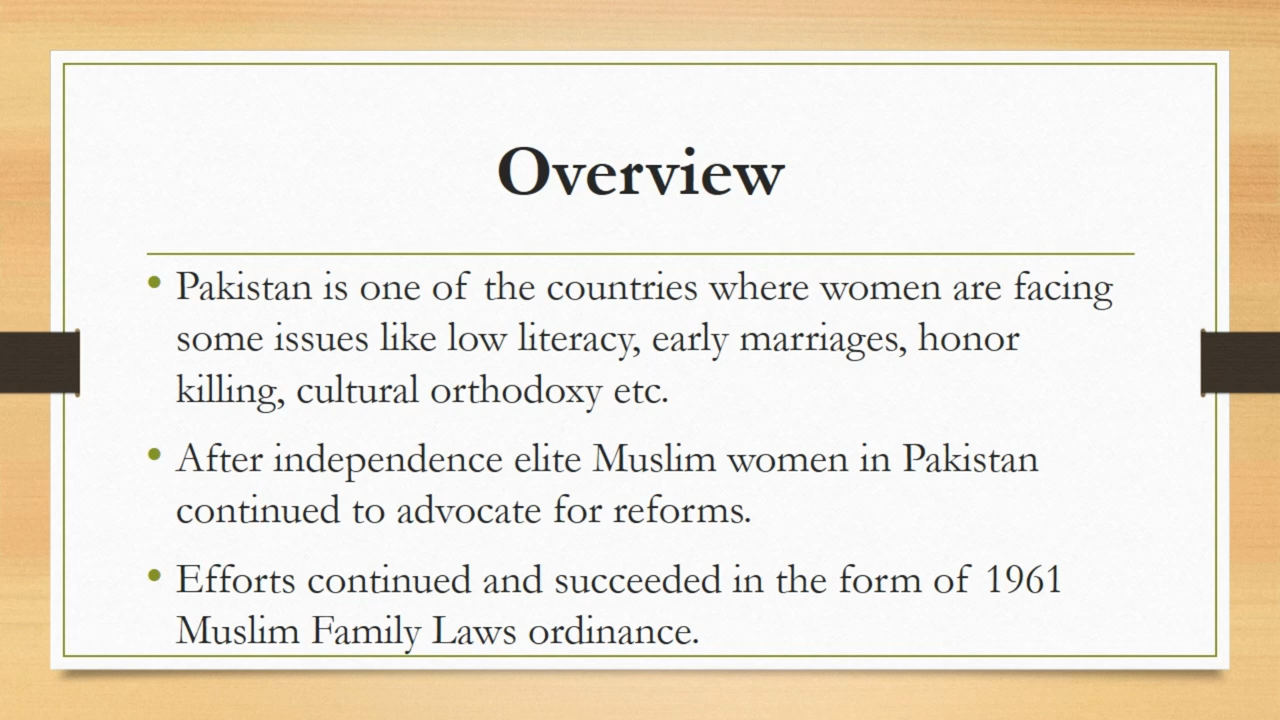 Overview
• Pakistan is one of the countries where women are facing
some issues like low literacy, early marriages, honor
killing, cultural orthodoxy etc.
• After independence elite Muslim women in Pakistan
continued to advocate for reforms.
• Efforts continued and succeeded in the form of 1961
Muslim Family Laws ordinance.